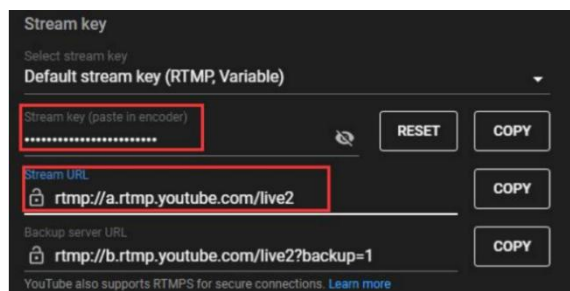 Stream key
Select stream key
Default stream key (RTMP, Variable)
Stream key (paste in encoder)
••••••••••••••••••••••••
RESET
COPY
Stream URL
rtmp://a.rtmp.youtube.com/live2
COPY
Backup server URL
rtmp://b.rtmp.youtube.com/live2?backup=1
COPY
YouTube also supports RTMPS for secure connections. Learn more